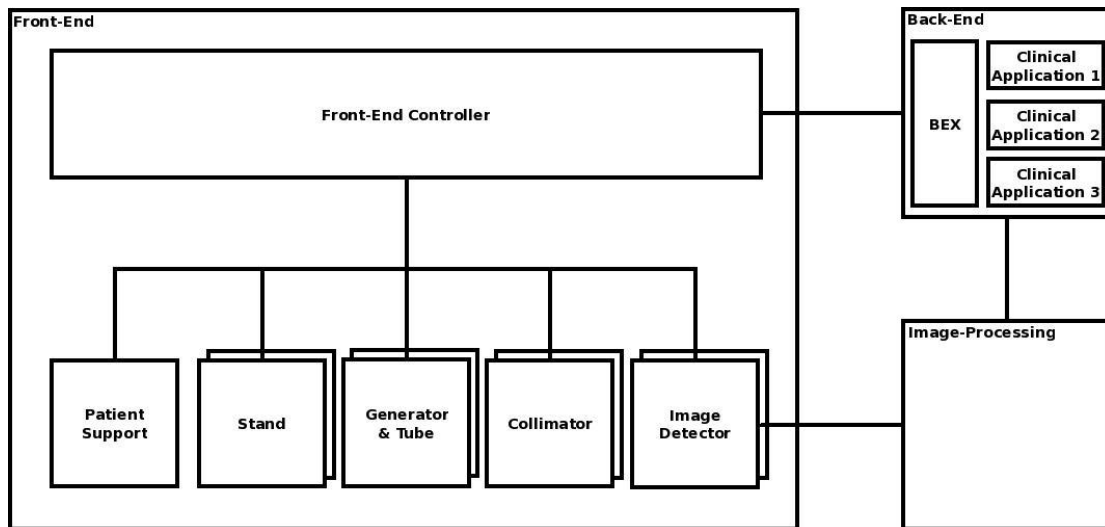 Front-End
Front-End Controller
Patient
Support
Stand
Generator
& Tube
Collimator
Image
Detector
Back-End
BEX
Clinical
Application 1
Clinical
Application 2
Clinical
Application 3
Image-Processing